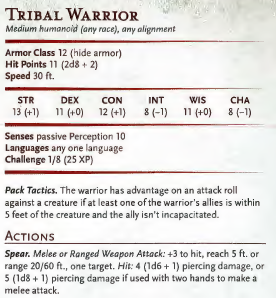 TRIBAL WARRIOR
Medium humanoid (any race), any alignment
Armor Class 12 (hide armor)
Hit Points 11 (2d8 + 2)
Speed 30 ft.
STR DEX CON INT WIS CHA
13 (+1) 11 (+0) 12 (+1) 8 (−1) 11 (+0) 8 (−1)
Senses passive Perception 10
Languages any one language
Challenge 1/8 (25 XP)
Pack Tactics. The warrior has advantage on an attack roll
against a creature if at least one of the warrior's allies is within
5 feet of the creature and the ally isn't incapacitated.
ACTIONS
Spear. Melee or Ranged Weapon Attack: +3 to hit, reach 5 ft. or
range 20/60 ft., one target. Hit: 4 (1d6 + 1) piercing damage, or
5 (1d8 + 1) piercing damage if used with two hands to make a
melee attack.